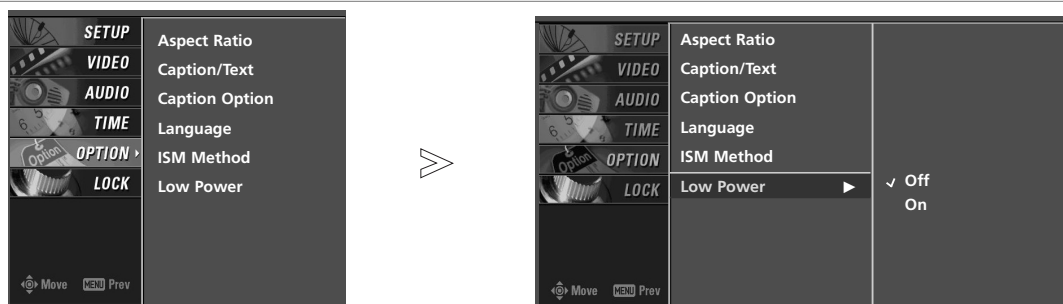 SETUP
VIDEO
AUDIO
TIME
Option OPTION
LOCK
Move MENU Prev
Aspect Ratio
Caption/Text
Caption Option
Language
ISM Method
Low Power
SETUP
VIDEO
AUDIO
TIME
Option OPTION
LOCK
Move MENU Prev
Aspect Ratio
Caption/Text
Caption Option
Language
ISM Method
Low Power
Off
On